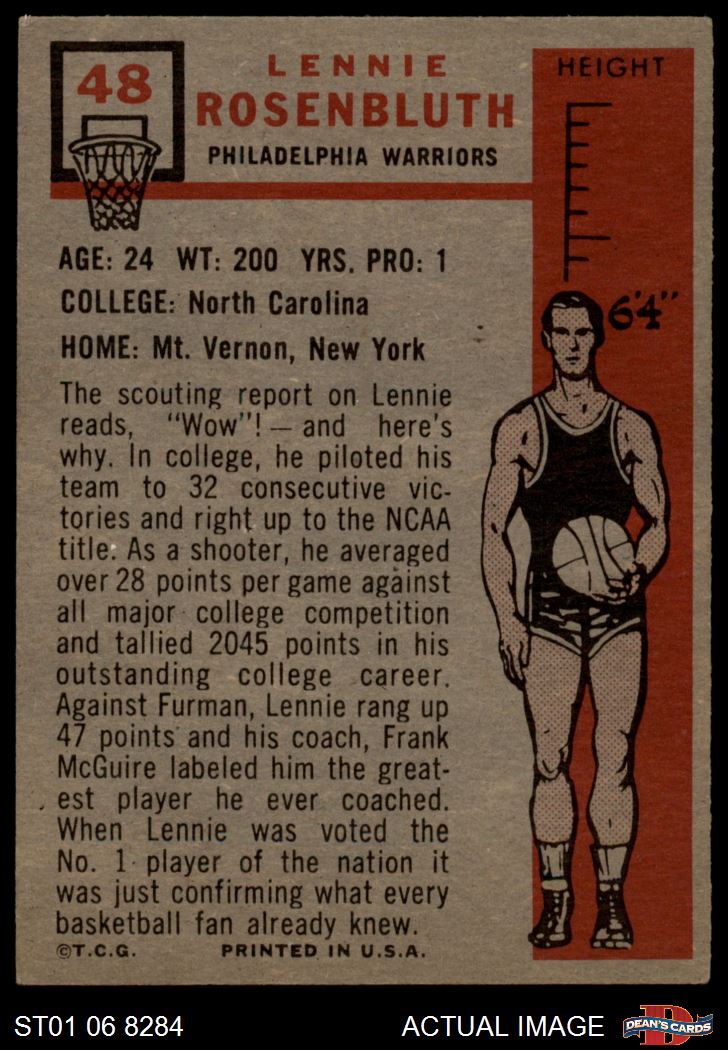 48
LENNIE
ROSENBLUTH
PHILADELPHIA WARRIORS
HEIGHT
6'4"
AGE: 24 WT: 200 YRS. PRO: 1
COLLEGE: North Carolina
HOME: Mt. Vernon, New York
The scouting report on Lennie
reads, "Wow"! — and here's
why. In college, he piloted his
team to 32 consecutive vic-
tories and right up to the NCAA
title. As a shooter, he averaged
over 28 points per game against
all major college competition
and tallied 2045 points in his
outstanding college career.
Against Furman, Lennie rang up
47 points and his coach, Frank
McGuire labeled him the great-
est player he ever coached.
When Lennie was voted the
No. 1 player of the nation it
was just confirming what every
basketball fan already knew.
©T.C.G. PRINTED IN U.S.A.
ST01 06 8284
ACTUAL IMAGE
D
DEAN'S CARDS